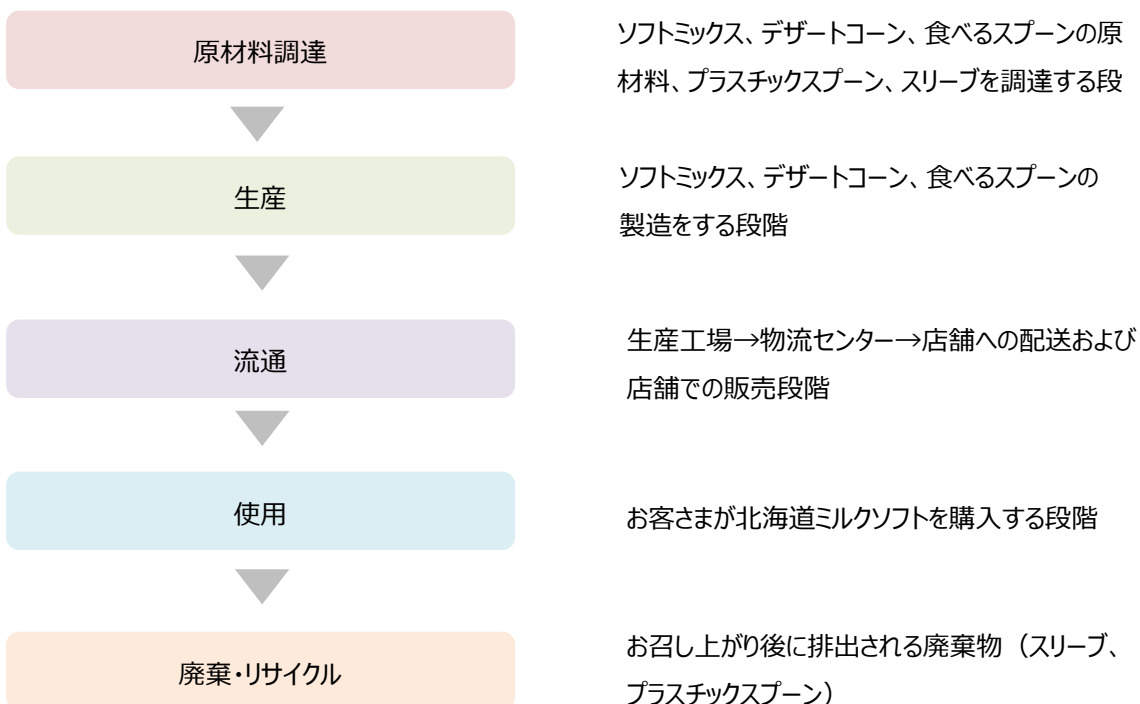 原材料調達
ソフトミックス、デザートコーン、食べるスプーンの原
材料、プラスチックスプーン、スリーブを調達する段
生産
ソフトミックス、デザートコーン、食べるスプーンの
製造をする段階
流通
生産工場→物流センター→店舗への配送および
店舗での販売段階
使用
お客さまが北海道ミルクソフトを購入する段階
廃棄・リサイクル
お召し上がり後に排出される廃棄物（スリーブ、
プラスチックスプーン）